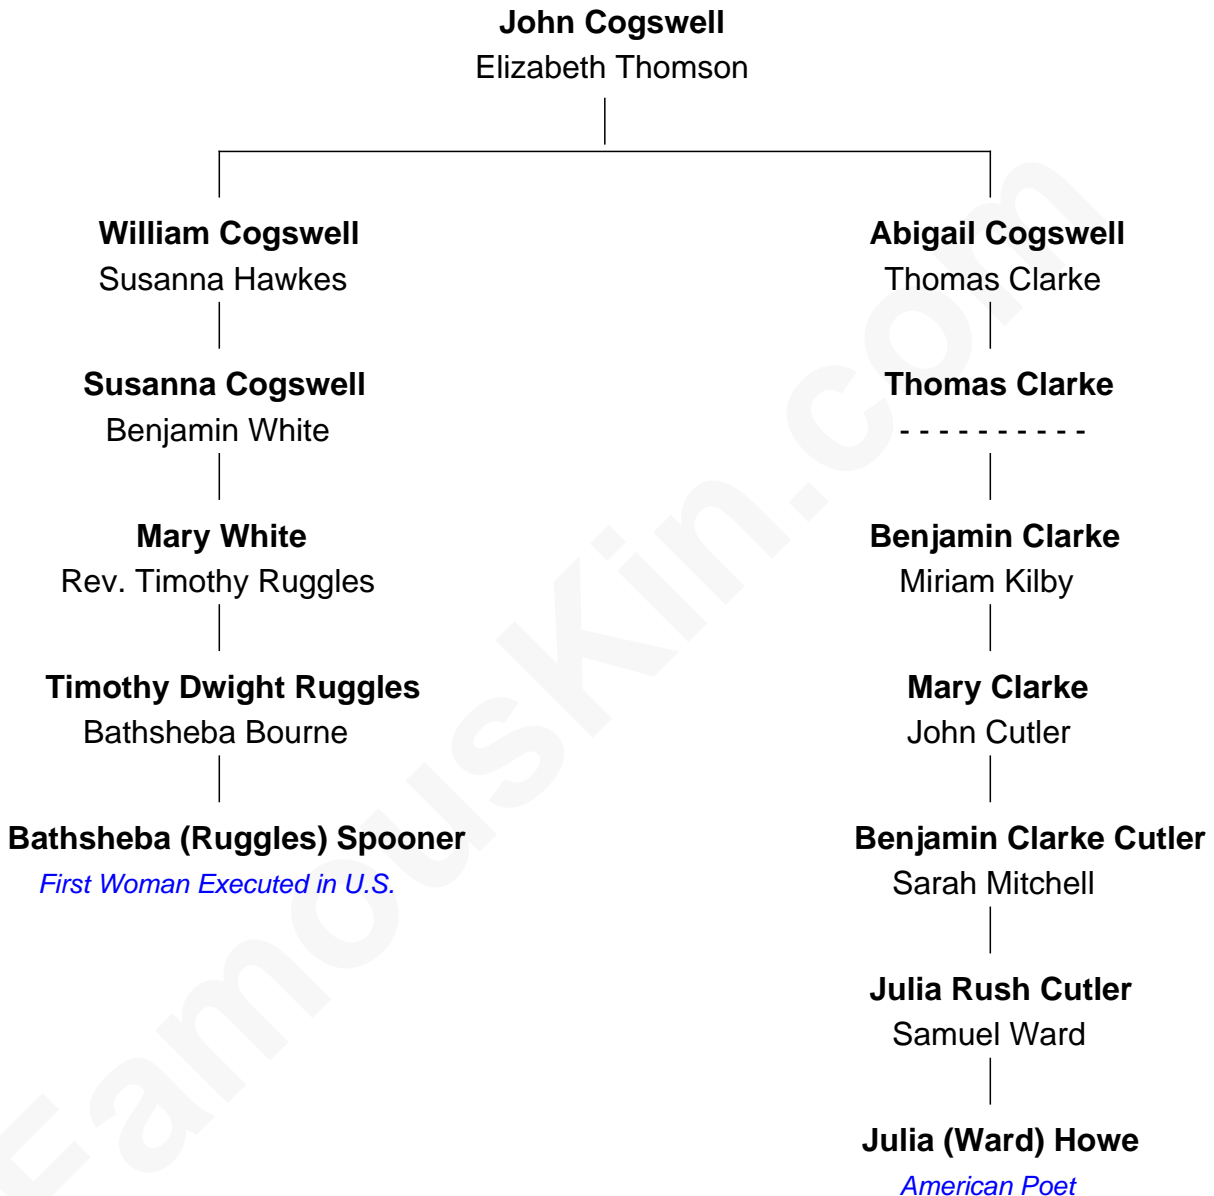 John Cogswell
Elizabeth Thomson
William Cogswell
Susanna Hawkes
Abigail Cogswell
Thomas Clarke
Susanna Cogswell
Benjamin White
Thomas Clarke
- - - - - - - - - -
Mary White
Rev. Timothy Ruggles
Benjamin Clarke
Miriam Kilby
Timothy Dwight Ruggles
Bathsheba Bourne
Mary Clarke
John Cutler
Bathsheba (Ruggles) Spooner
First Woman Executed in U.S.
Benjamin Clarke Cutler
Sarah Mitchell
Julia Rush Cutler
Samuel Ward
Julia (Ward) Howe
American Poet
FamousKin.com